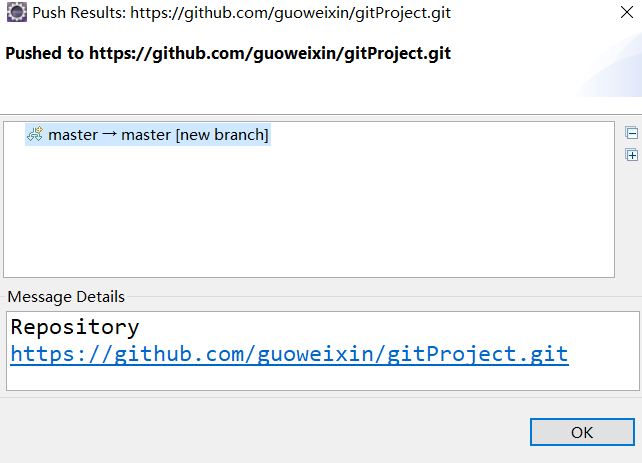 Push Results: https://github.com/guoweixin/gitProject.git
Pushed to https://github.com/guoweixin/gitProject.git
master → master [new branch]
Message Details
Repository
https://github.com/guoweixin/gitProject.git
OK